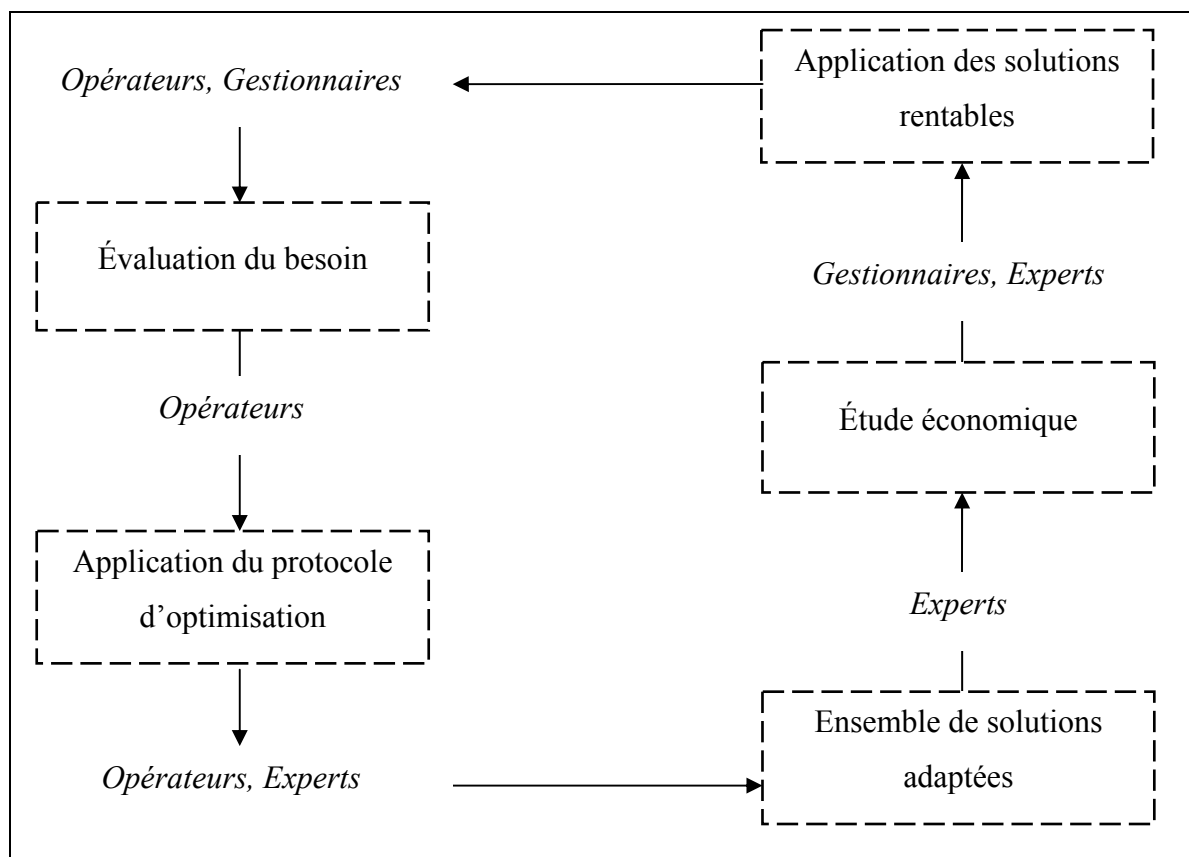 Opérateurs, Gestionnaires
Évaluation du besoin
Opérateurs
Application du protocole
d’optimisation
Opérateurs, Experts
Ensemble de solutions
adaptées
Experts
Étude économique
Gestionnaires, Experts
Application des solutions
rentables